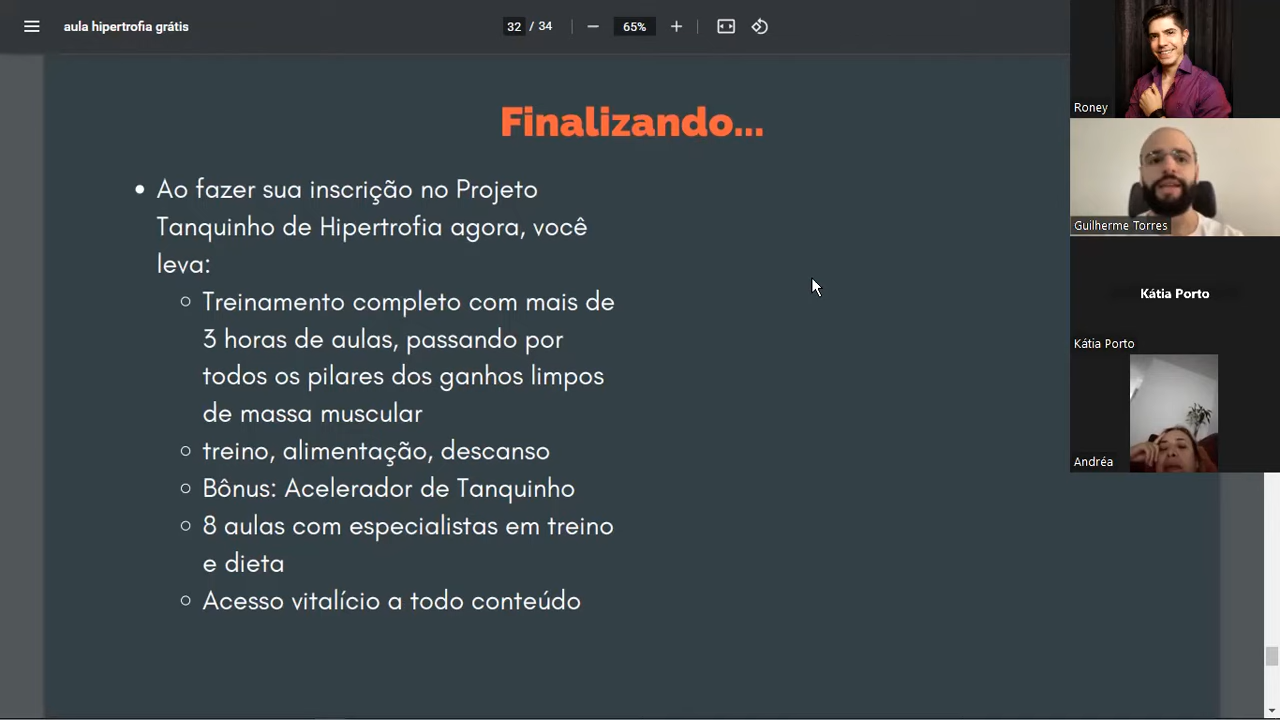 aula hipertrofia grátis
32 / 34
65%
Finalizando...
Ao fazer sua inscrição no Projeto
Tanquinho de Hipertrofia agora, você
leva:
Treinamento completo com mais de
3 horas de aulas, passando por
todos os pilares dos ganhos limpos
de massa muscular
treino, alimentação, descanso
Bônus: Acelerador de Tanquinho
8 aulas com especialistas em treino
e dieta
Acesso vitalício a todo conteúdo
Roney
Guilherme Torres
Kátia Porto
Kátia Porto
Andréa